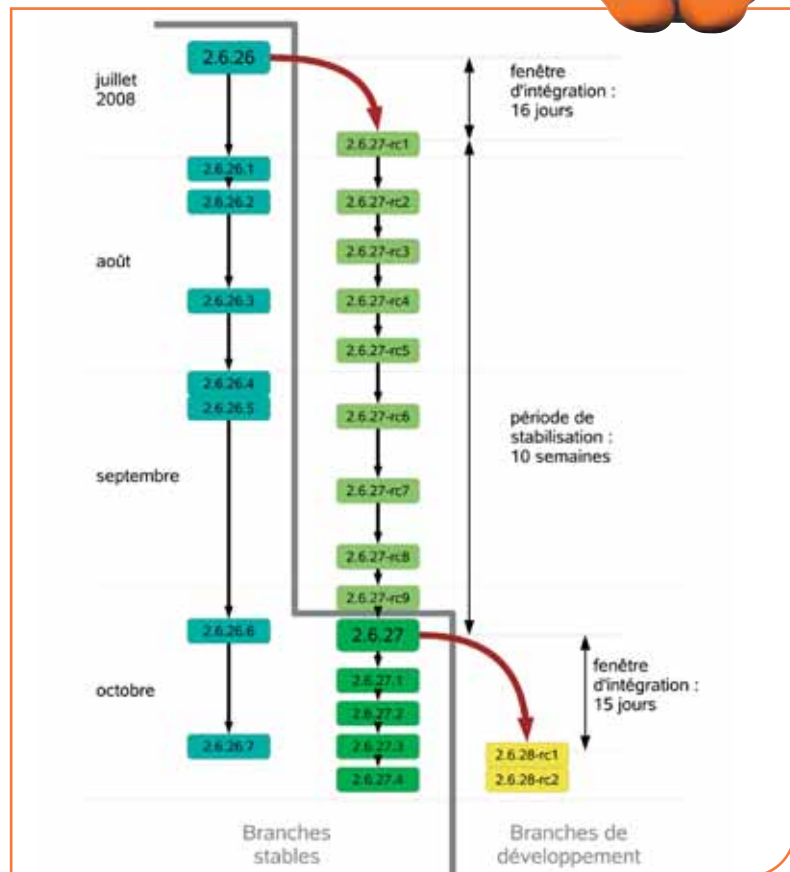 2.6.26
juillet
2008
fenêtre
d'intégration :
16 jours
2.6.27-rc1
2.6.26.1
2.6.26.2
2.6.27-rc2
2.6.27-rc3
août
2.6.26.3
2.6.27-rc4
2.6.27-rc5
2.6.26.4
2.6.26.5
2.6.27-rc6
période de
stabilisation :
10 semaines
septembre
2.6.27-rc7
2.6.27-rc8
2.6.27-rc9
2.6.26.6
2.6.27
octobre
2.6.27.1
2.6.27.2
2.6.27.3
2.6.27.4
fenêtre
d'intégration :
15 jours
2.6.26.7
2.6.28-rc1
2.6.28-rc2
Branches
stables
Branches de
développement